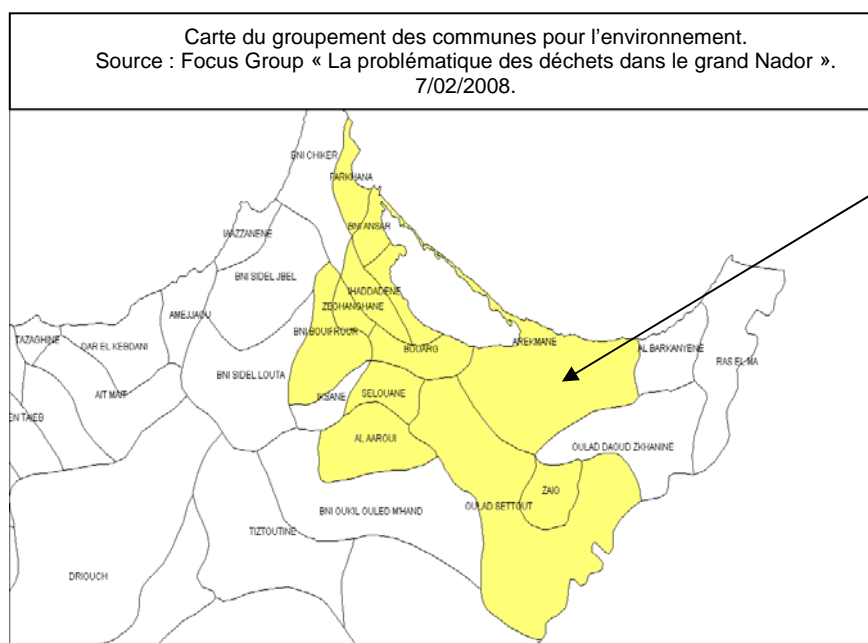 Carte du groupement des communes pour l'environnement.
Source : Focus Group « La problématique des déchets dans le grand Nador ».
7/02/2008.
BNI CHIKER
FARKHANA
IAAZZANENE
BNI ANSAR
BNI SIDEL JBEL
IHADDADENE
AMEJJAOU
ZEGHANGHANE
TAZAGHINE
DAR EL KEBDANI
BNI BOUIFROUR
AREKMANE
BOUARG
AL BARKANYENE
RAS EL MA
AIT MAIT
BNI SIDEL LOUTA
IKSANE
SELOUANE
EN TAIEB
AL AAROUI
OULAD DAOUD ZKHANINE
ZAIO
OULAD SETTOUT
BNI OUKIL OULED M'HAND
TIZTOUTINE
DRIOUCH